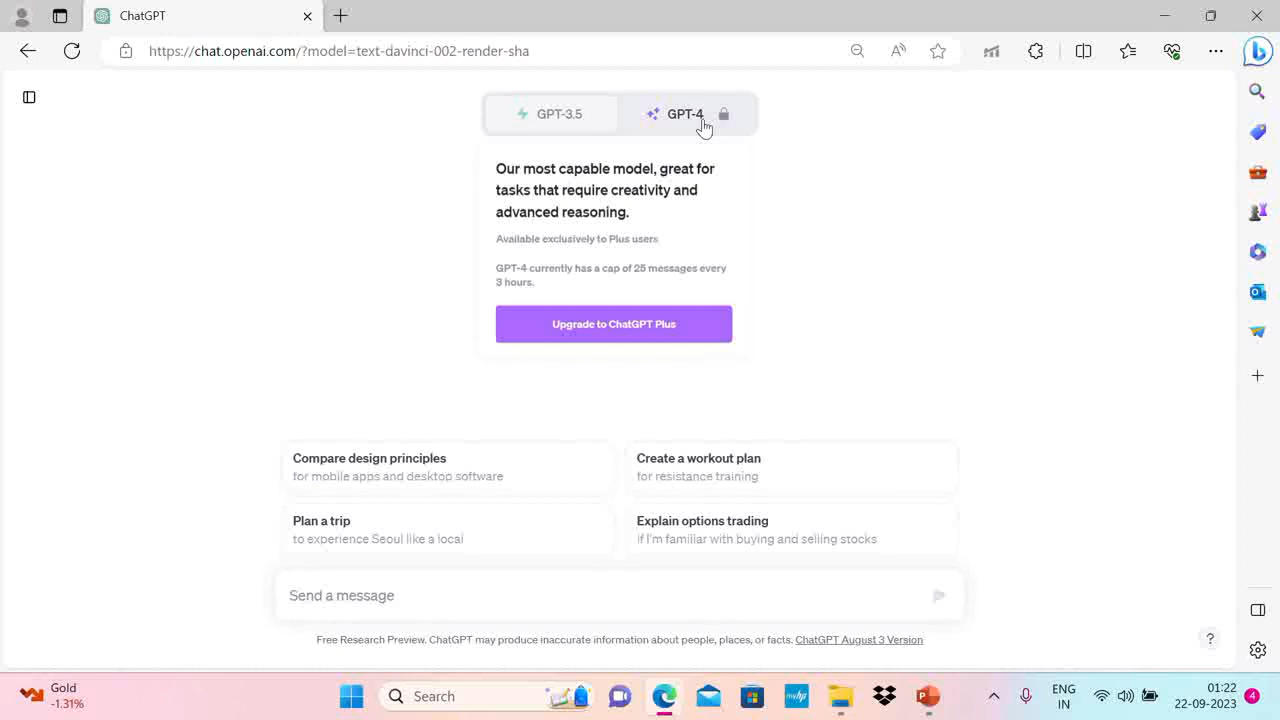 ChatGPT
https://chat.openai.com/?model=text-davinci-002-render-sha
GPT-3.5
GPT-4
Our most capable model, great for
tasks that require creativity and
advanced reasoning.
Available exclusively to Plus users
GPT-4 currently has a cap of 25 messages every
3 hours.
Upgrade to ChatGPT Plus
Compare design principles
for mobile apps and desktop software
Create a workout plan
for resistance training
Plan a trip
to experience Seoul like a local
Explain options trading
if I'm familiar with buying and selling stocks
Send a message
Free Research Preview. ChatGPT may produce inaccurate information about people, places, or facts. ChatGPT August 3 Version
?
Gold
-1.31%
Search
myhp
ENG
IN
01:22
22-09-2023
4